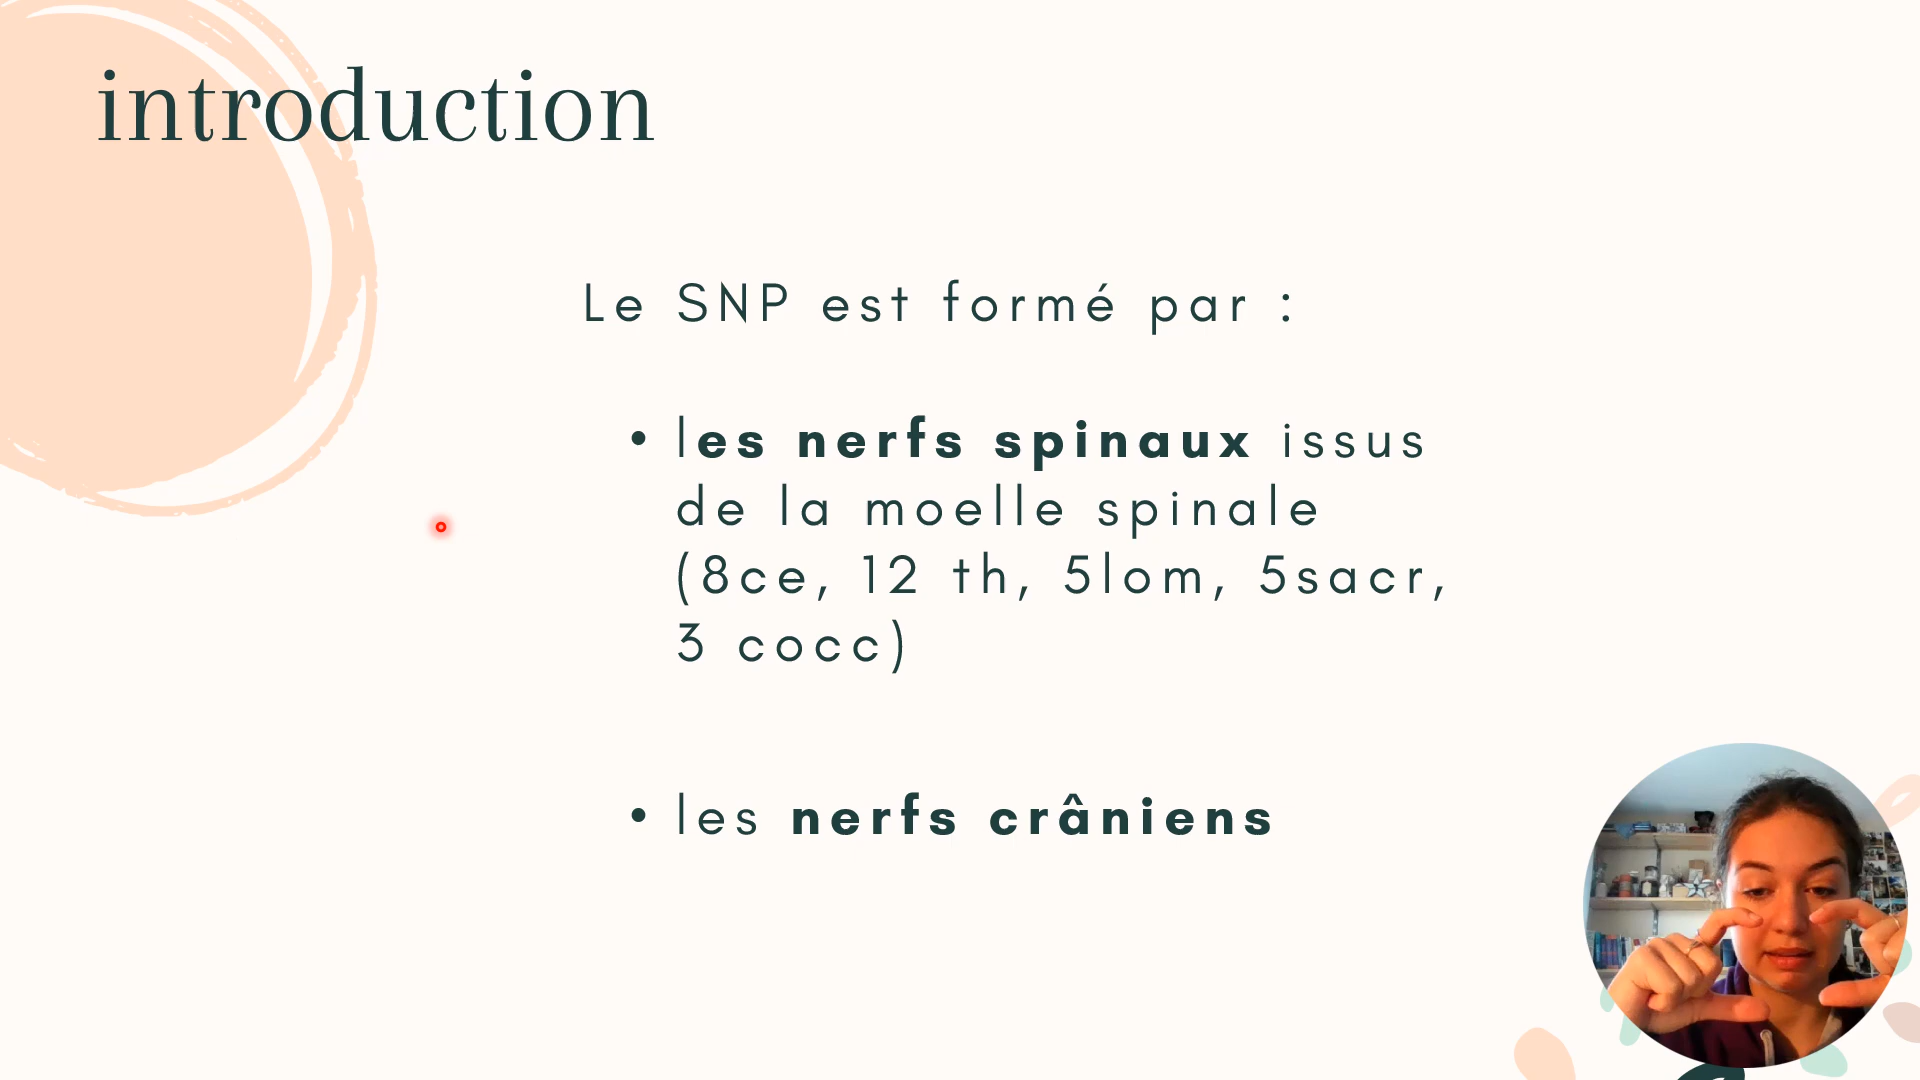 introduction
Le SNP est formé par :
• les nerfs spinaux issus
de la moelle spinale
(8ce, 12 th, 5lom, 5sacr,
3 cocc)
• les nerfs crâniens